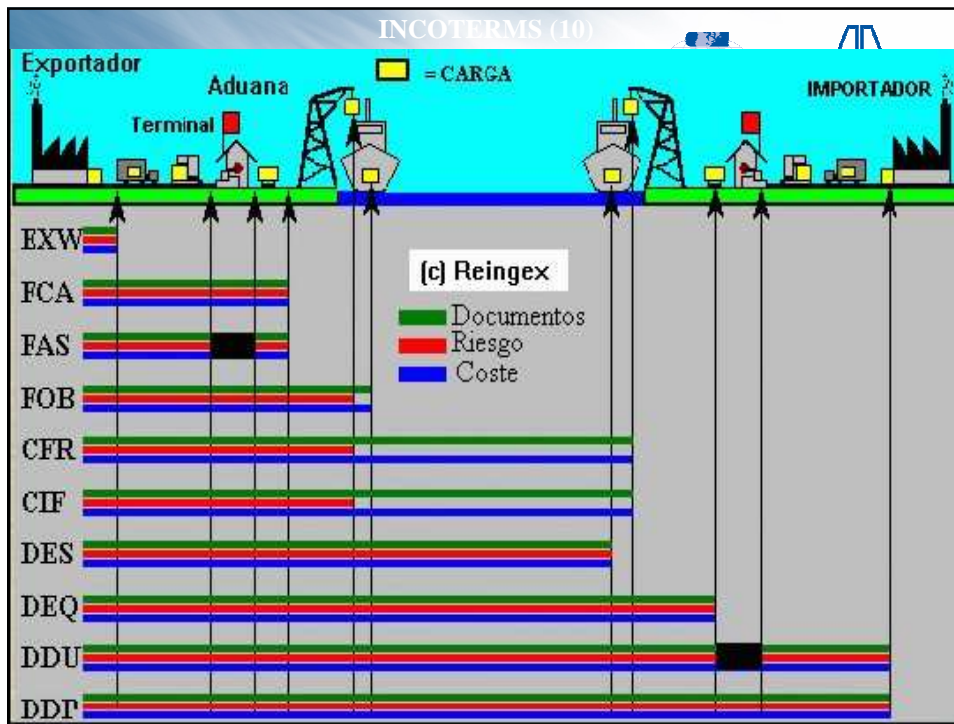 INCOTERMS (10)
Exportador
= CARGA
Aduana
IMPORTADOR
Terminal
EXW
(c) Reingex
FCA
Documentos
Riesgo
FAS
Coste
FOB
CFR
CIF
DES
DEQ
DDU